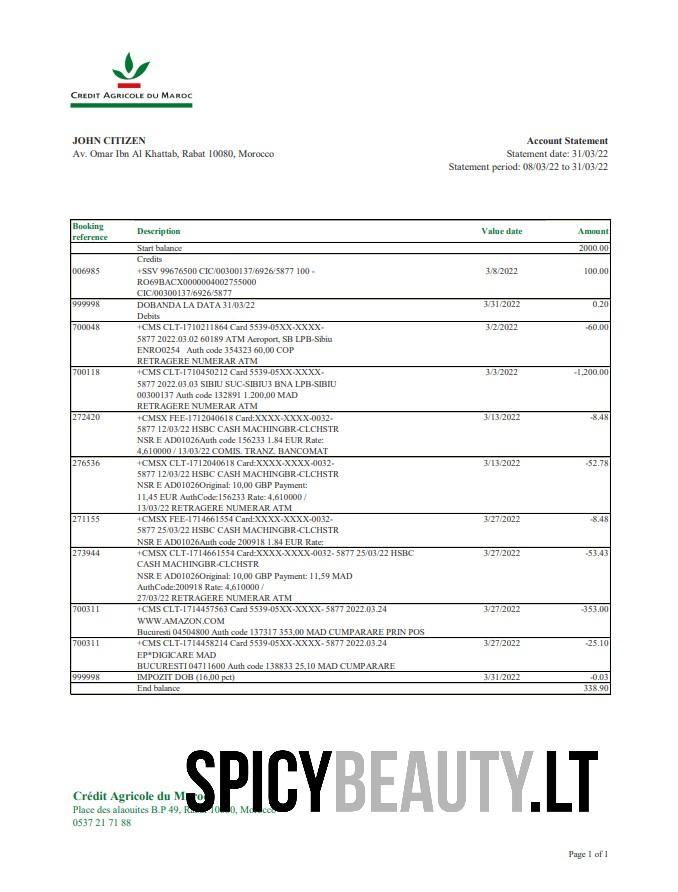 CREDIT AGRICOLE DU MAROC
JOHN CITIZEN
Av. Omar Ibn Al Khattab, Rabat 10080, Morocco
Account Statement
Statement date: 31/03/22
Statement period: 08/03/22 to 31/03/22
Booking reference Description Value date Amount
Start balance 2000.00
Credits
006985 +SSV 99676500 CIC/00300137/6926/5877 100 - 3/8/2022 100.00
RO69BACX0000004002755000
CIC/00300137/6926/5877
999998 DOBANDA LA DATA 31/03/22 3/31/2022 0.20
Debits
700048 +CMS CLT-1710211864 Card 5539-05XX-XXXX- 3/2/2022 -60.00
5877 2022.03.02 60189 ATM Aeroport, SB LPB-Sibiu
ENRO0254 Auth code 354323 60,00 COP
RETRAGERE NUMERAR ATM
700118 +CMS CLT-1710450212 Card 5539-05XX-XXXX- 3/3/2022 -1,200.00
5877 2022.03.03 SIBIU SUC-SIBIU3 BNA LPB-SIBIU
00300137 Auth code 132891 1.200,00 MAD
RETRAGERE NUMERAR ATM
272420 +CMSX FEE-1712040618 Card:XXXX-XXXX-0032- 3/13/2022 -8.48
5877 12/03/22 HSBC CASH MACHINGBR-CLCHSTR
NSR E AD01026Auth code 156233 1.84 EUR Rate:
4,610000 / 13/03/22 COMIS. TRANZ. BANCOMAT
276536 +CMSX CLT-1712040618 Card:XXXX-XXXX-0032- 3/13/2022 -52.78
5877 12/03/22 HSBC CASH MACHINGBR-CLCHSTR
NSR E AD01026Original: 10,00 GBP Payment:
11,45 EUR AuthCode:156233 Rate: 4,610000 /
13/03/22 RETRAGERE NUMERAR ATM
271155 +CMSX FEE-1714661554 Card:XXXX-XXXX-0032- 3/27/2022 -8.48
5877 25/03/22 HSBC CASH MACHINGBR-CLCHSTR
NSR E AD01026Auth code 200918 1.84 EUR Rate:
273944 +CMSX CLT-1714661554 Card:XXXX-XXXX-0032- 5877 25/03/22 HSBC 3/27/2022 -53.43
CASH MACHINGBR-CLCHSTR
NSR E AD01026Original: 10,00 GBP Payment: 11,59 MAD
AuthCode:200918 Rate: 4,610000 /
27/03/22 RETRAGERE NUMERAR ATM
700311 +CMS CLT-1714457563 Card 5539-05XX-XXXX- 5877 2022.03.24 3/27/2022 -353.00
WWW.AMAZON.COM
Bucuresti 04504800 Auth code 137317 353,00 MAD CUMPARARE PRIN POS
700311 +CMS CLT-1714458214 Card 5539-05XX-XXXX- 5877 2022.03.24 3/27/2022 -25.10
EP*DIGICARE MAD
BUCURESTI 04711600 Auth code 138833 25,10 MAD CUMPARARE
999998 IMPOZIT DOB (16,00 pct) 3/31/2022 -0.03
End balance 338.90
SPICYBEAUTY.LT
Crédit Agricole du Maroc
Place des alaouites B.P 49, Rabat 10000, Morocco
0537 21 71 88
Page 1 of 1